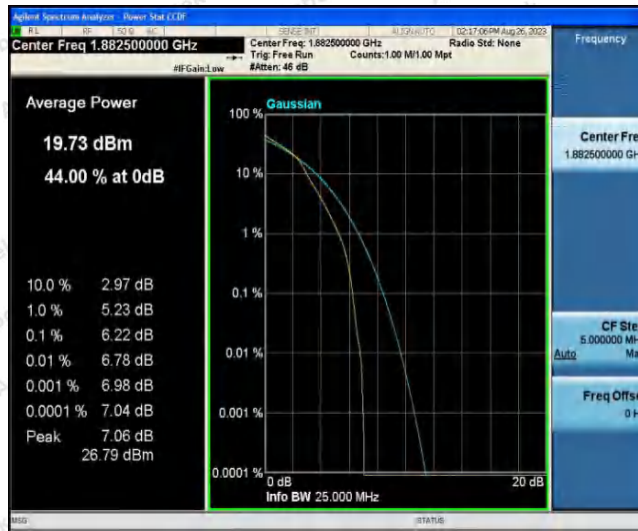 Agilent Spectrum Analyzer - Power Stat CCDF
RL RF 50 Ω AC SENSE:INT ALIGN AUTO 02:17:06 PM Aug 26, 2023
Center Freq 1.882500000 GHz
Center Freq: 1.882500000 GHz Radio Std: None
Trig: Free Run Counts:1.00 M/1.00 Mpt
#IFGain:Low #Atten: 46 dB
Frequency
Average Power
19.73 dBm
44.00 % at 0dB
10.0 % 2.97 dB
1.0 % 5.23 dB
0.1 % 6.22 dB
0.01 % 6.78 dB
0.001 % 6.98 dB
0.0001 % 7.04 dB
Peak 7.06 dB
26.79 dBm
Gaussian
100 %
10 %
1 %
0.1 %
0.01 %
0.001 %
0.0001 %
0 dB 20 dB
Info BW 25.000 MHz
Center Fre
1.882500000 GH
CF Ste
5.000000 MH
Auto Ma
Freq Offse
0 H
MSG STATUS